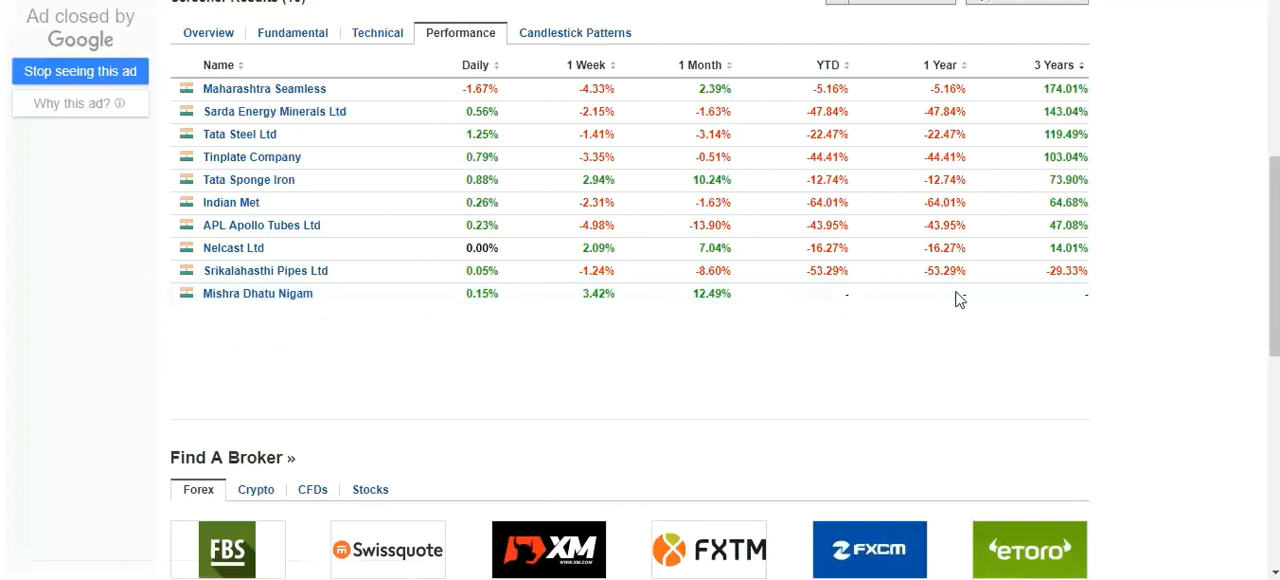 Ad closed by
Google
Stop seeing this ad
Why this ad? ⓘ
Overview Fundamental Technical Performance Candlestick Patterns
Name Daily 1 Week 1 Month YTD 1 Year 3 Years
Maharashtra Seamless -1.67% -4.33% 2.39% -5.16% -5.16% 174.01%
Sarda Energy Minerals Ltd 0.56% -2.15% -1.63% -47.84% -47.84% 143.04%
Tata Steel Ltd 1.25% -1.41% -3.14% -22.47% -22.47% 119.49%
Tinplate Company 0.79% -3.35% -0.51% -44.41% -44.41% 103.04%
Tata Sponge Iron 0.88% 2.94% 10.24% -12.74% -12.74% 73.90%
Indian Met 0.26% -2.31% -1.63% -64.01% -64.01% 64.68%
APL Apollo Tubes Ltd 0.23% -4.98% -13.90% -43.95% -43.95% 47.08%
Nelcast Ltd 0.00% 2.09% 7.04% -16.27% -16.27% 14.01%
Srikalahasthi Pipes Ltd 0.05% -1.24% -8.60% -53.29% -53.29% -29.33%
Mishra Dhatu Nigam 0.15% 3.42% 12.49% - - -
Find A Broker »
Forex Crypto CFDs Stocks
FBS Swissquote XM WWW.XM.COM FXTM FXCM eToro